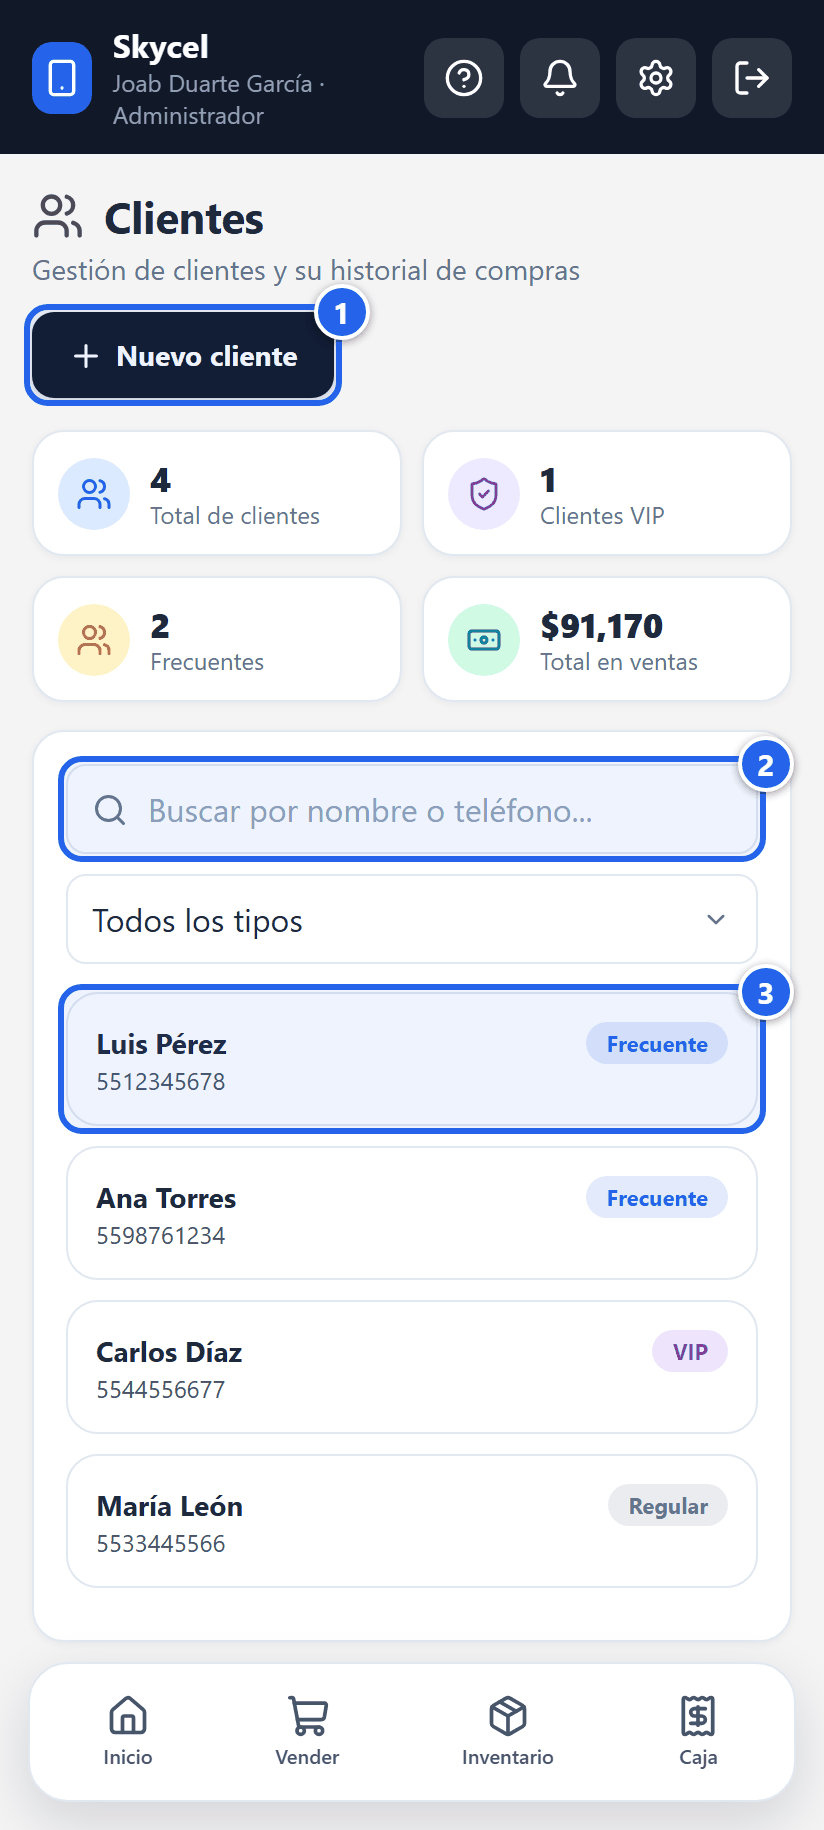 Skycel
Joab Duarte García ·
Administrador
Clientes
Gestión de clientes y su historial de compras
1
Nuevo cliente
4
Total de clientes
1
Clientes VIP
2
Frecuentes
$91,170
Total en ventas
2
Buscar por nombre o teléfono...
Todos los tipos
3
Luis Pérez
Frecuente
5512345678
Ana Torres
Frecuente
5598761234
Carlos Díaz
VIP
5544556677
María León
Regular
5533445566
Inicio
Vender
Inventario
Caja